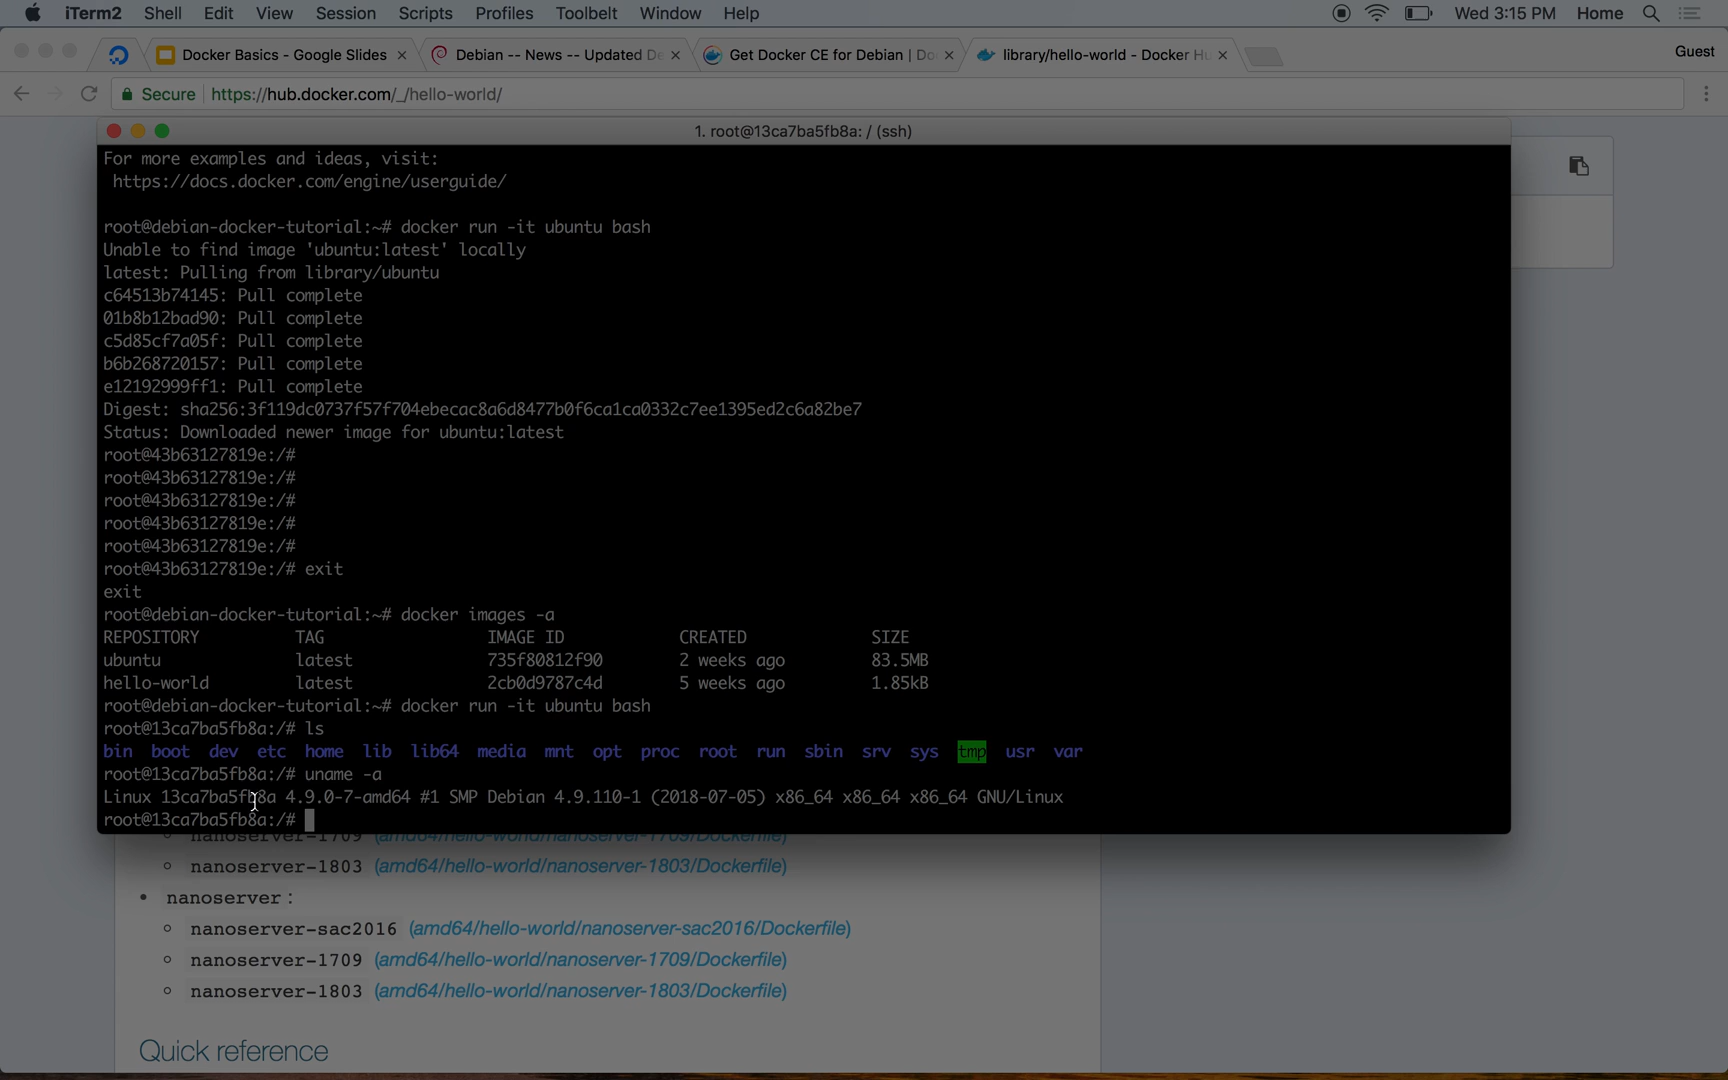 iTerm2 Shell Edit View Session Scripts Profiles Toolbelt Window Help Wed 3:15 PM Home
Docker Basics - Google Slides × Debian -- News -- Updated De × Get Docker CE for Debian | Do × library/hello-world - Docker Hu × Guest
Secure https://hub.docker.com/_/hello-world/
1. root@13ca7ba5fb8a: / (ssh)
For more examples and ideas, visit:
https://docs.docker.com/engine/userguide/
root@debian-docker-tutorial:~# docker run -it ubuntu bash
Unable to find image 'ubuntu:latest' locally
latest: Pulling from library/ubuntu
c64513b74145: Pull complete
01b8b12bad90: Pull complete
c5d85cf7a05f: Pull complete
b6b268720157: Pull complete
e12192999ff1: Pull complete
Digest: sha256:3f119dc0737f57f704ebecac8a6d8477b0f6ca1ca0332c7ee1395ed2c6a82be7
Status: Downloaded newer image for ubuntu:latest
root@43b63127819e:/#
root@43b63127819e:/#
root@43b63127819e:/#
root@43b63127819e:/#
root@43b63127819e:/#
root@43b63127819e:/# exit
exit
root@debian-docker-tutorial:~# docker images -a
REPOSITORY TAG IMAGE ID CREATED SIZE
ubuntu latest 735f80812f90 2 weeks ago 83.5MB
hello-world latest 2cb0d9787c4d 5 weeks ago 1.85kB
root@debian-docker-tutorial:~# docker run -it ubuntu bash
root@13ca7ba5fb8a:/# ls
bin boot dev etc home lib lib64 media mnt opt proc root run sbin srv sys tmp usr var
root@13ca7ba5fb8a:/# uname -a
Linux 13ca7ba5fb8a 4.9.0-7-amd64 #1 SMP Debian 4.9.110-1 (2018-07-05) x86_64 x86_64 x86_64 GNU/Linux
root@13ca7ba5fb8a:/#
nanoserver-1709 (amd64/hello-world/nanoserver-1709/Dockerfile)
nanoserver-1803 (amd64/hello-world/nanoserver-1803/Dockerfile)
nanoserver:
nanoserver-sac2016 (amd64/hello-world/nanoserver-sac2016/Dockerfile)
nanoserver-1709 (amd64/hello-world/nanoserver-1709/Dockerfile)
nanoserver-1803 (amd64/hello-world/nanoserver-1803/Dockerfile)
Quick reference